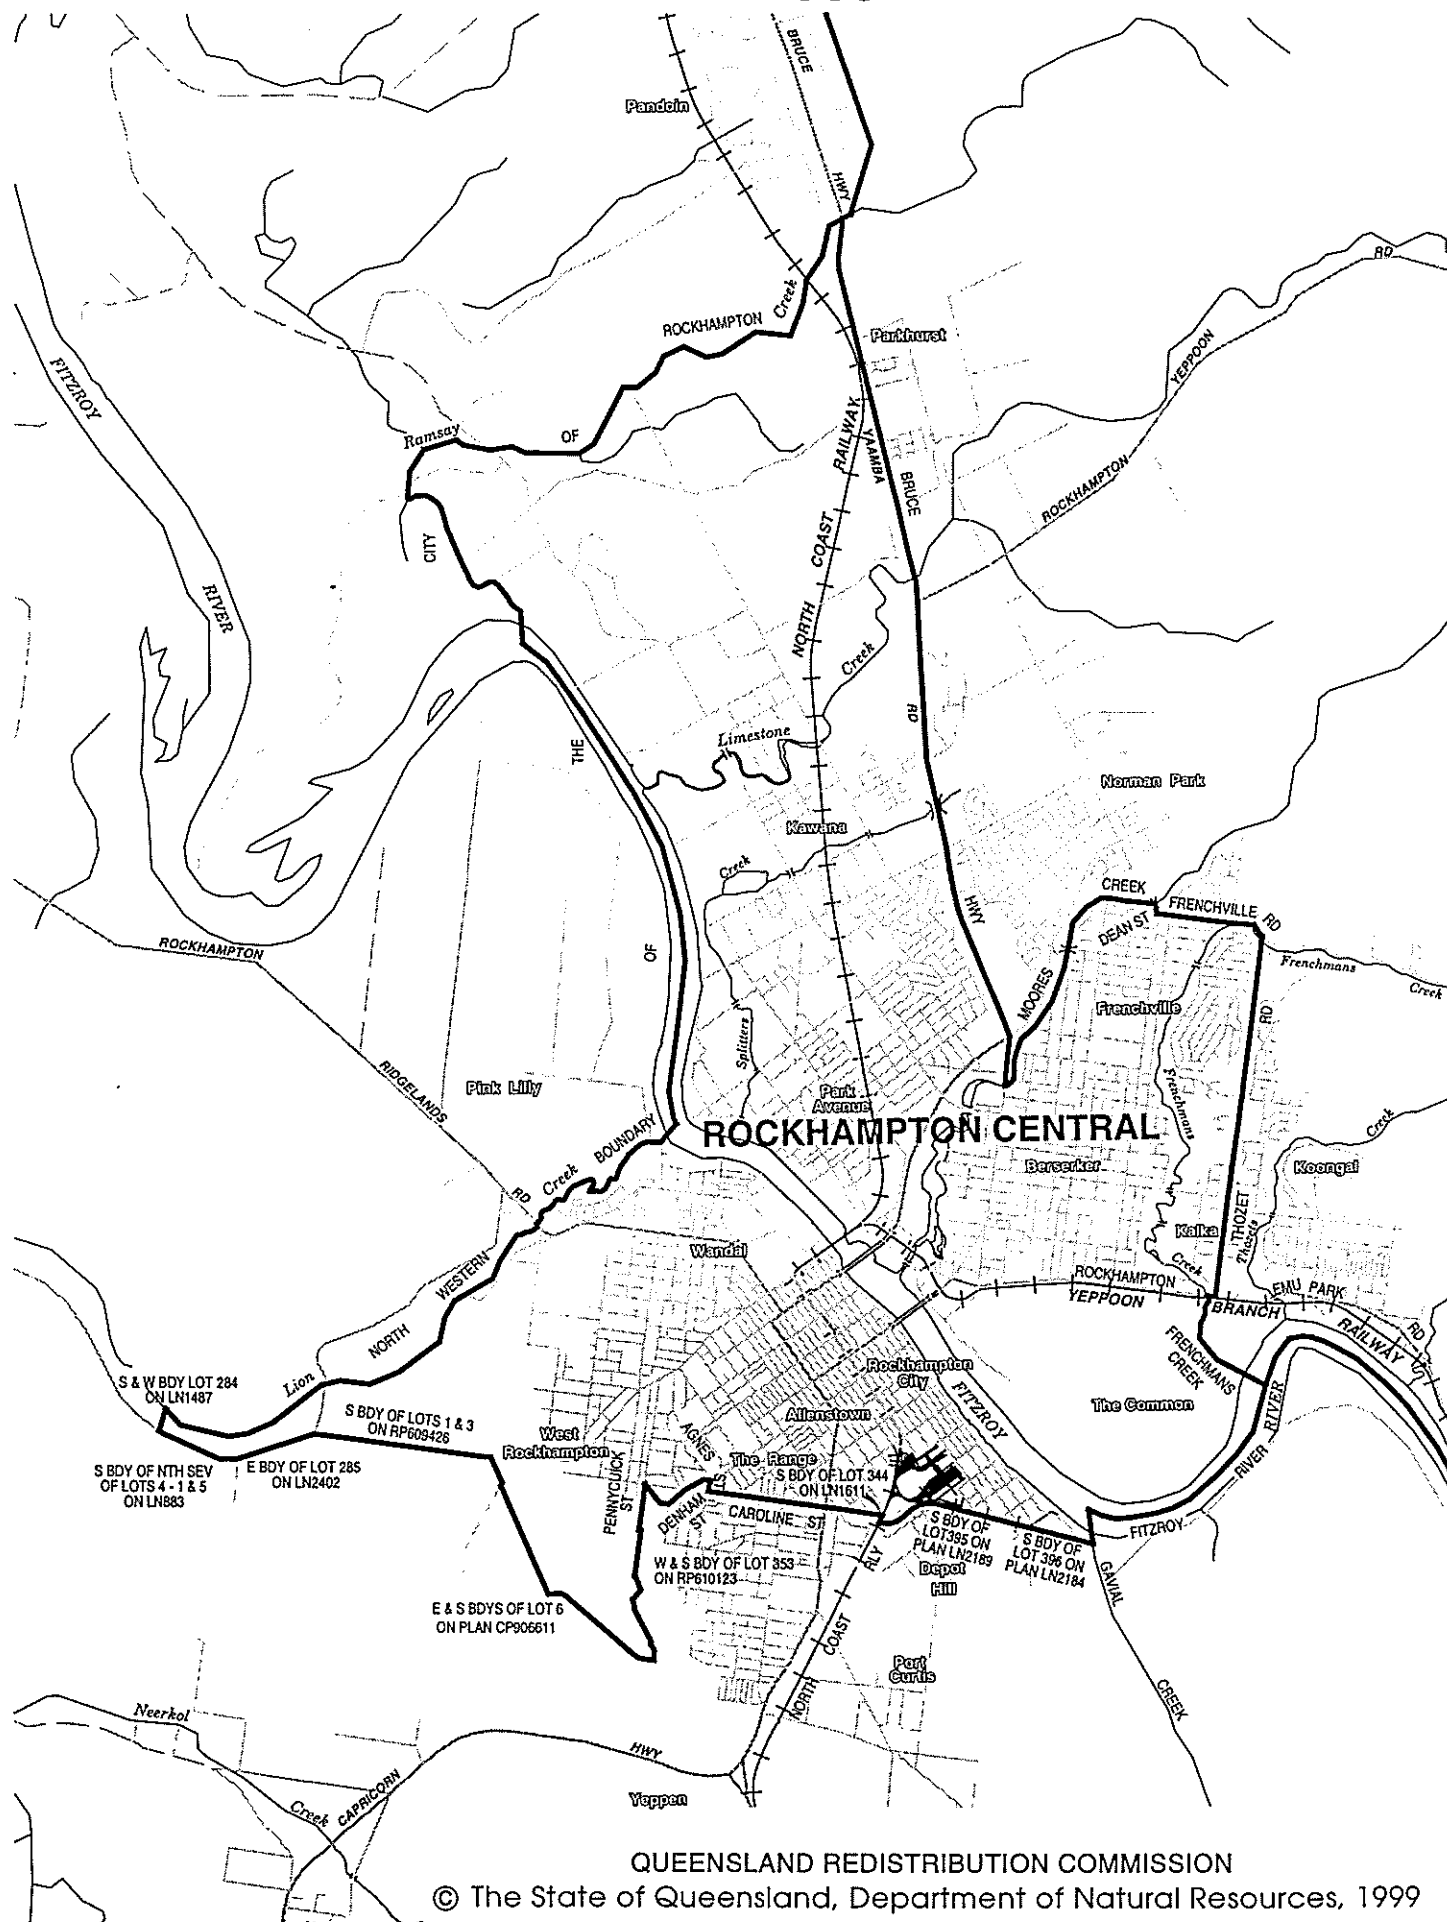 BRUCE
Pandoin
HWY
RD
Creek
ROCKHAMPTON
Parkhurst
YEPPOON
FITZROY
Ramsay
OF
RAILWAY
YAAMBA
BRUCE
ROCKHAMPTON
CITY
COAST
RIVER
NORTH
Creek
RD
Limestone
THE
Norman Park
Kawana
Creek
CREEK
FRENCHVILLE RD
HWY
DEAN ST
ROCKHAMPTON
OF
Frenchmans
Creek
MOORES
Frenchville
RD
Splitters
RIDGELANDS
Pink Lilly
Park
Avenue
Frenchmans
Creek
BOUNDARY
ROCKHAMPTON CENTRAL
Berserker
Koongal
Creek
RD
THOZET
Thozets
Kalka
Wandal
Creek
WESTERN
ROCKHAMPTON
YEPPOON
BRANCH
EMU PARK
RD
RAILWAY
NORTH
FRENCHMANS
CREEK
Rockhampton
City
S & W BDY LOT 284
ON LN1487
Lion
FITZROY
The Common
RIVER
S BDY OF LOTS 1 & 3
ON RP609426
Allenstown
West
Rockhampton
AGNES
ST
The Range
S BDY OF LOT 344
ON LN1611
RIVER
S BDY OF NTH SEV
OF LOTS 4 - 1 & 5
ON LN883
E BDY OF LOT 285
ON LN2402
PENNYCUICK
ST
DENHAM
ST
CAROLINE ST
S BDY OF
LOT395 ON
PLAN LN2189
S BDY OF
LOT 396 ON
PLAN LN2184
FITZROY
RLY
W & S BDY OF LOT 353
ON RP610123
Depot
Hill
GAVIAL
E & S BDYS OF LOT 6
ON PLAN CP906611
COAST
Port
Curtis
NORTH
CREEK
Neerkol
HWY
CAPRICORN
Creek
Yeppen
QUEENSLAND REDISTRIBUTION COMMISSION
© The State of Queensland, Department of Natural Resources, 1999